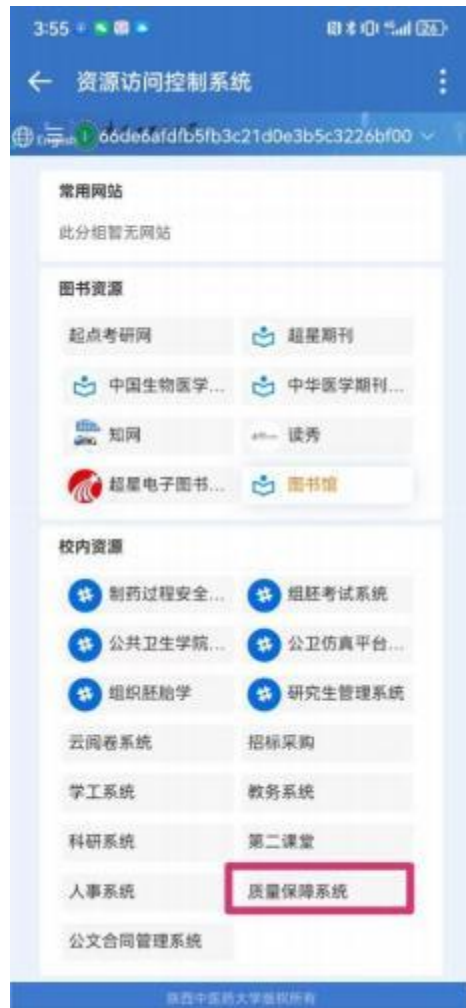 3:55
26
资源访问控制系统
English
66de6afdfb5fb3c21d0e3b5c3226bf00
常用网站
此分组暂无网站
图书资源
起点考研网
超星期刊
中国生物医学...
中华医学期刊...
知网
读秀
超星电子图书...
图书馆
校内资源
制药过程安全...
组胚考试系统
公共卫生学院...
公卫仿真平台...
组织胚胎学
研究生管理系统
云阅卷系统
招标采购
学工系统
教务系统
科研系统
第二课堂
人事系统
质量保障系统
公文合同管理系统
陕西中医药大学版权所有